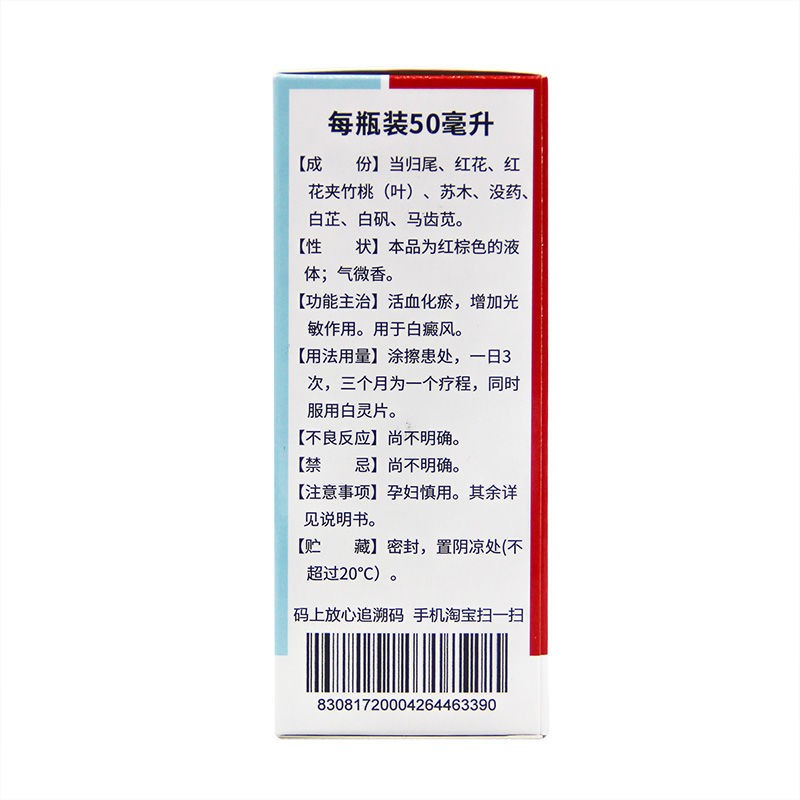 每瓶装50毫升
【成　份】当归尾、红花、红
花夹竹桃（叶）、苏木、没药、
白芷、白矾、马齿苋。
【性　状】本品为红棕色的液
体；气微香。
【功能主治】活血化瘀，增加光
敏作用。用于白癜风。
【用法用量】涂擦患处，一日3
次，三个月为一个疗程，同时
服用白灵片。
【不良反应】尚不明确。
【禁　忌】尚不明确。
【注意事项】孕妇慎用。其余详
见说明书。
【贮　藏】密封，置阴凉处(不
超过20℃）。
码上放心追溯码 手机淘宝扫一扫
83081720004264463390